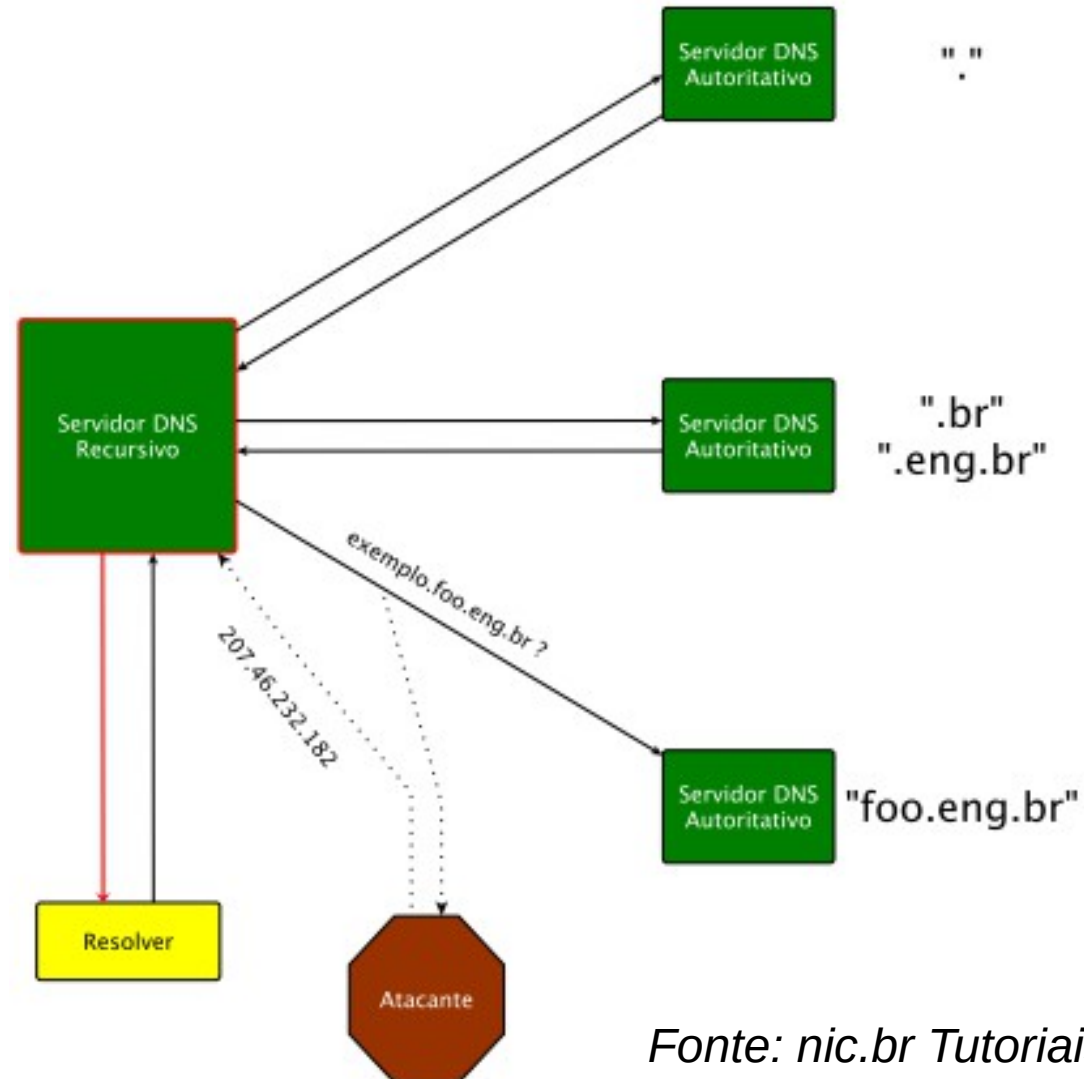 Servidor DNS
Autoritativo
"."
Servidor DNS
Recursivo
Servidor DNS
Autoritativo
".br"
".eng.br"
exemplo.foo.eng.br ?
207.46.232.182
Servidor DNS
Autoritativo
"foo.eng.br"
Resolver
Atacante
Fonte: nic.br Tutoriai